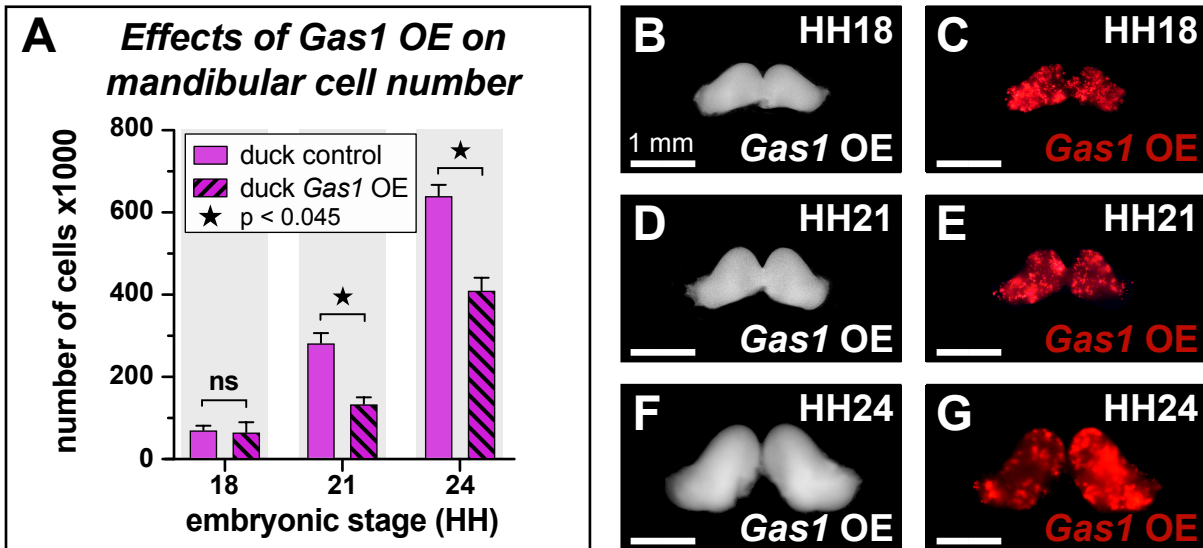 A
Effects of Gas1 OE on
mandibular cell number
number of cells x1000
800
600
400
200
0
duck control
duck Gas1 OE
★ p < 0.045
ns
★
★
18
21
24
embryonic stage (HH)
B
HH18
1 mm
Gas1 OE
C
HH18
Gas1 OE
D
HH21
Gas1 OE
E
HH21
Gas1 OE
F
HH24
Gas1 OE
G
HH24
Gas1 OE